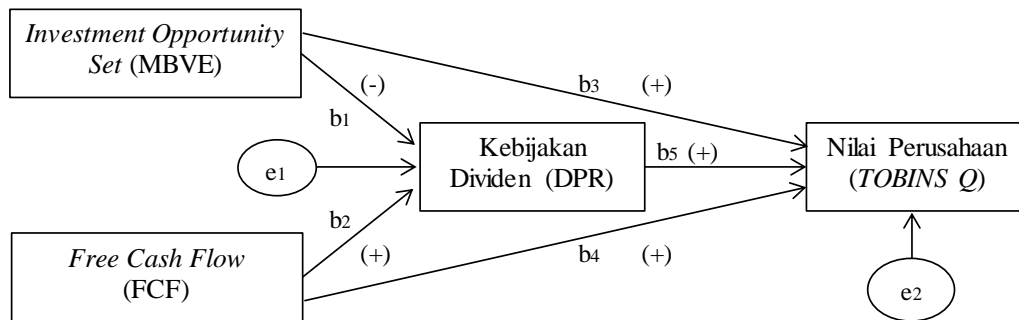 Investment Opportunity
Set (MBVE)
b3 (+)
(-)
b1
Kebijakan
Dividen (DPR)
b5 (+)
Nilai Perusahaan
(TOBINS Q)
e1
b2
(+)
b4 (+)
Free Cash Flow
(FCF)
e2